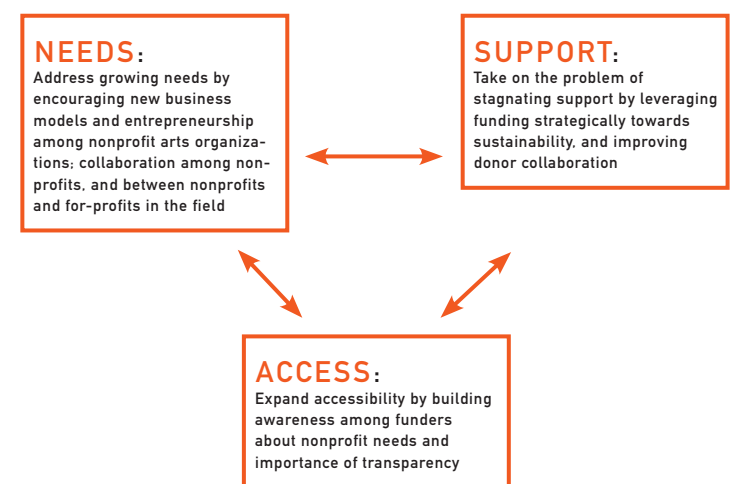 NEEDS:
Address growing needs by
encouraging new business
models and entrepreneurship
among nonprofit arts organiza-
tions; collaboration among non-
profits, and between nonprofits
and for-profits in the field
SUPPORT:
Take on the problem of
stagnating support by leveraging
funding strategically towards
sustainability, and improving
donor collaboration
ACCESS:
Expand accessibility by building
awareness among funders
about nonprofit needs and
importance of transparency